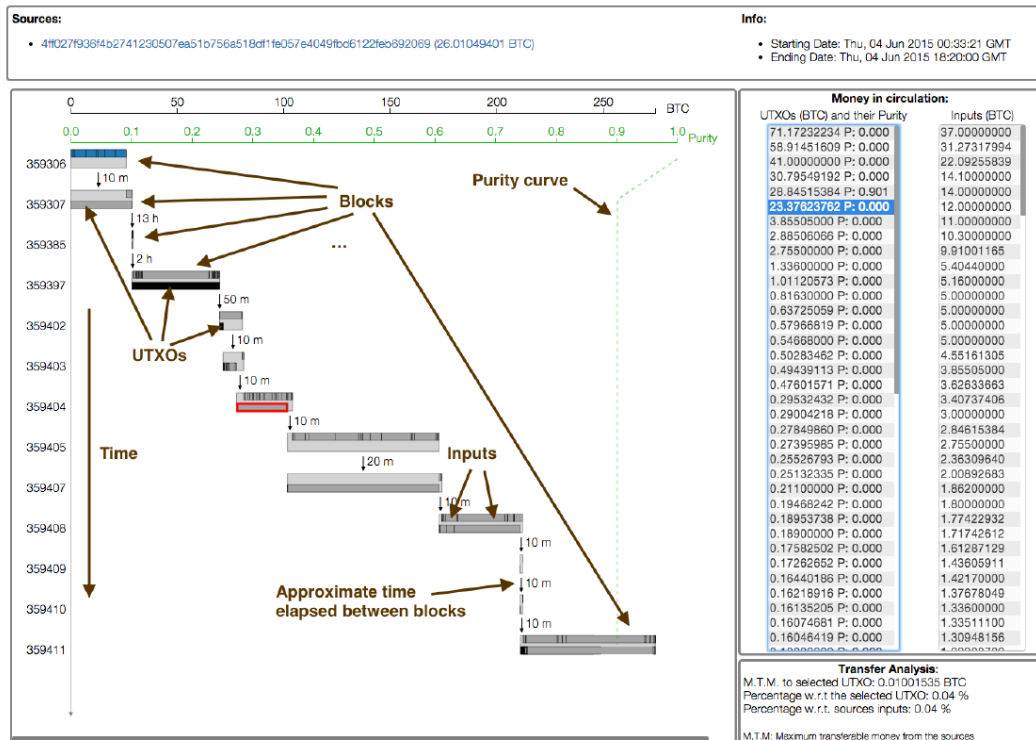 Sources:
• 4ff027f936f4b2741230507ea51b756a518df1fe057e4049fbd6122feb692069 (26.01049401 BTC)
Info:
• Starting Date: Thu, 04 Jun 2015 00:33:21 GMT
• Ending Date: Thu, 04 Jun 2015 18:20:00 GMT
0 50 100 150 200 250 BTC
0.0 0.1 0.2 0.3 0.4 0.5 0.6 0.7 0.8 0.9 1.0 Purity
359306
10 m
Purity curve
359307
Blocks
13 h
359385
...
2 h
359397
50 m
359402
UTXOs
10 m
359403
10 m
359404
10 m
Time
359405
Inputs
20 m
359407
10 m
359408
10 m
359409
Approximate time
elapsed between blocks
10 m
359410
10 m
359411
Money in circulation:
UTXOs (BTC) and their Purity Inputs (BTC)
71.17232234 P: 0.000 37.00000000
58.91451609 P: 0.000 31.27317994
41.00000000 P: 0.000 22.09255839
30.79549192 P: 0.000 14.10000000
28.84515384 P: 0.901 14.00000000
23.37623762 P: 0.000 12.00000000
3.85505000 P: 0.000 11.00000000
2.88506066 P: 0.000 10.30000000
2.75500000 P: 0.000 9.91001165
1.33600000 P: 0.000 5.40440000
1.01120573 P: 0.000 5.16000000
0.81630000 P: 0.000 5.00000000
0.63725059 P: 0.000 5.00000000
0.57966819 P: 0.000 5.00000000
0.54668000 P: 0.000 5.00000000
0.50283462 P: 0.000 4.55161305
0.49439113 P: 0.000 3.85505000
0.47601571 P: 0.000 3.62633663
0.29532432 P: 0.000 3.40737406
0.29004218 P: 0.000 3.00000000
0.27849860 P: 0.000 2.84615384
0.27395985 P: 0.000 2.75500000
0.25526793 P: 0.000 2.36309640
0.25132335 P: 0.000 2.00892683
0.21100000 P: 0.000 1.86200000
0.19468242 P: 0.000 1.80000000
0.18953738 P: 0.000 1.77422932
0.18900000 P: 0.000 1.71742612
0.17582502 P: 0.000 1.61287129
0.17262652 P: 0.000 1.43605911
0.16440186 P: 0.000 1.42170000
0.16218916 P: 0.000 1.37678049
0.16135205 P: 0.000 1.33600000
0.16074681 P: 0.000 1.33511100
0.16046419 P: 0.000 1.30948156
Transfer Analysis:
M.T.M. to selected UTXO: 0.01001535 BTC
Percentage w.r.t the selected UTXO: 0.04 %
Percentage w.r.t. sources inputs: 0.04 %
M.T.M: Maximum transferable money from the sources